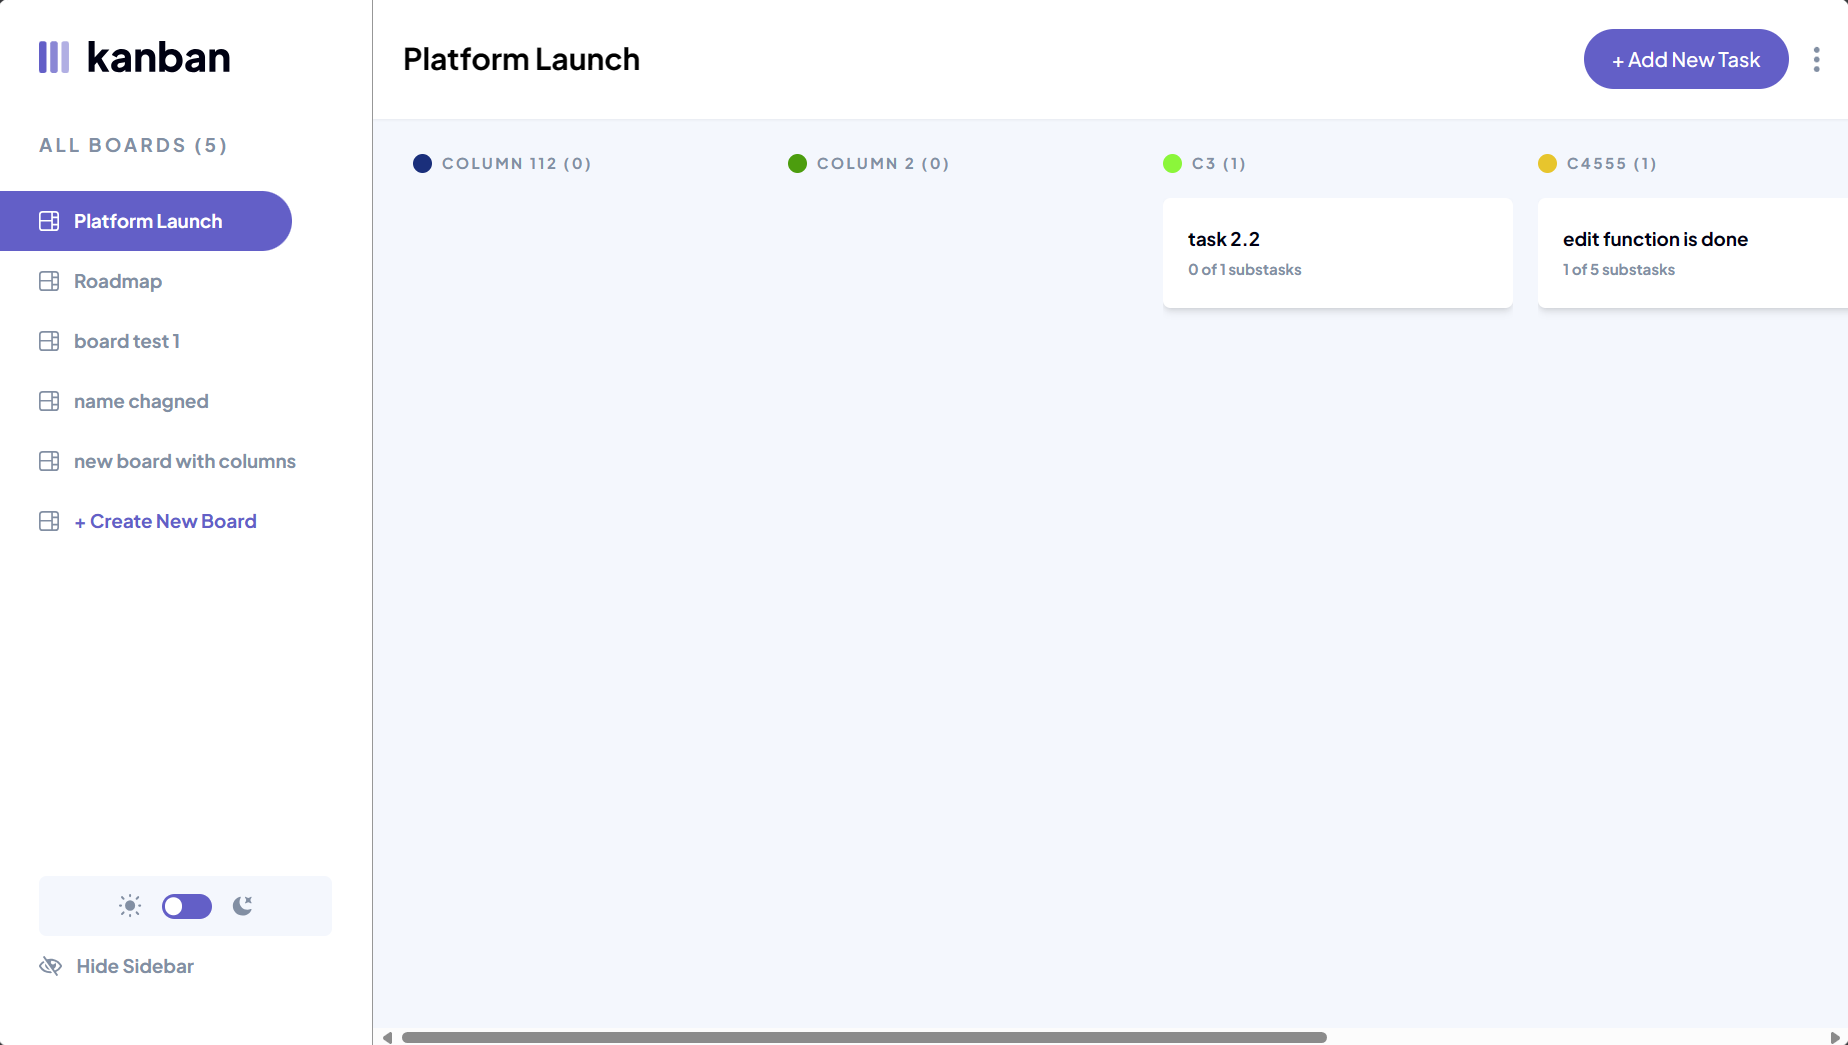 kanban
ALL BOARDS (5)
Platform Launch
Roadmap
board test 1
name chagned
new board with columns
+ Create New Board
Hide Sidebar
Platform Launch
+ Add New Task
COLUMN 112 (0)
COLUMN 2 (0)
C3 (1)
task 2.2
0 of 1 substasks
C4555 (1)
edit function is done
1 of 5 substasks